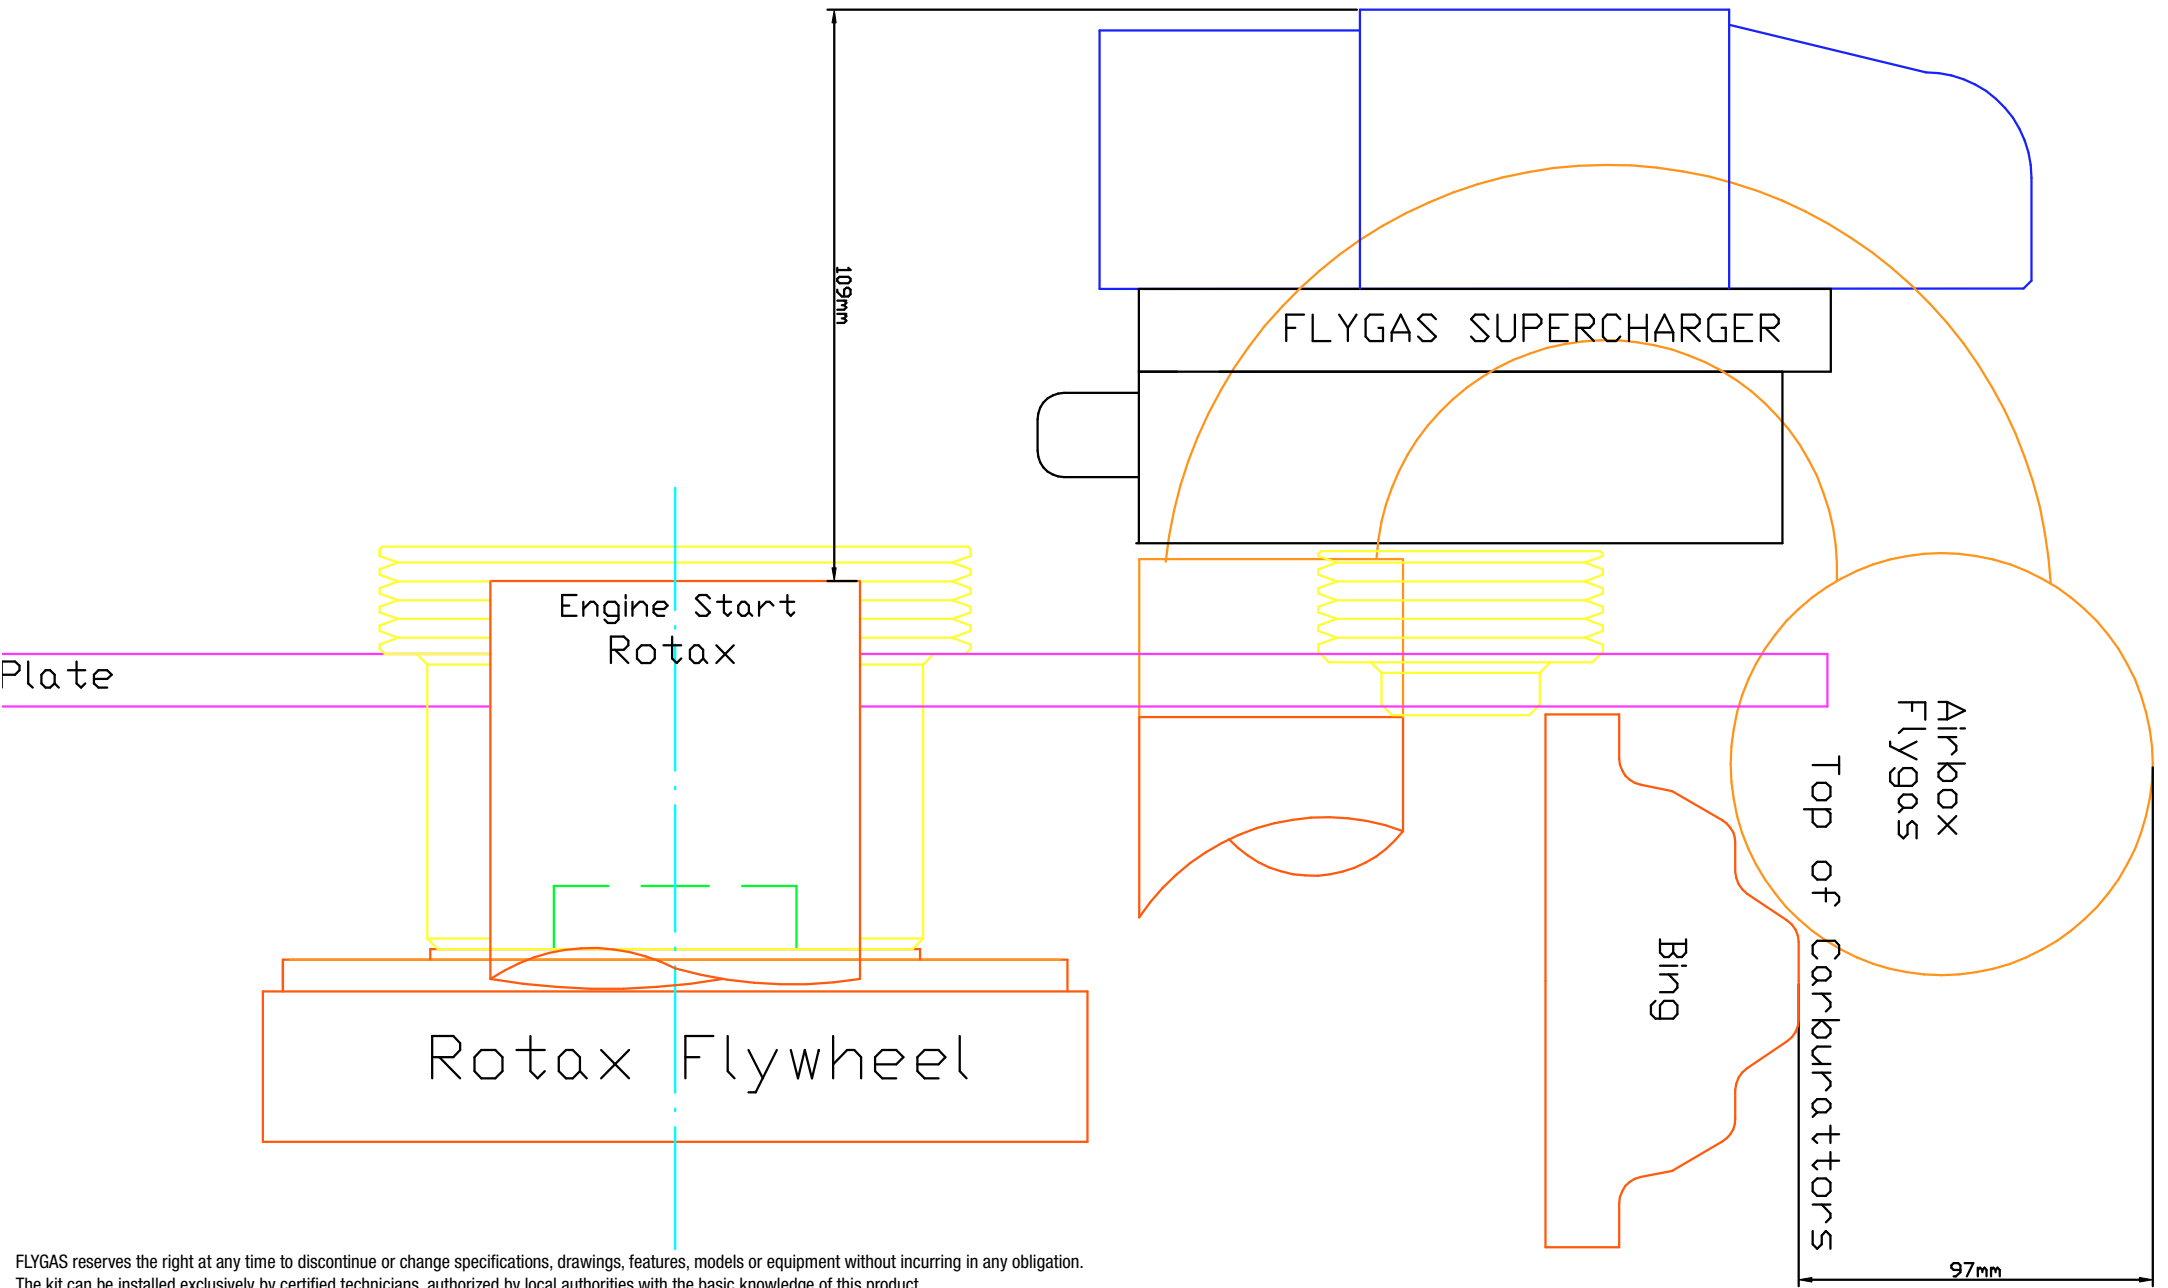 109mm
FLYGAS SUPERCHARGER
Engine Start
Rotax
Plate
Airbox
Flygas
Top of Carburattors
Bing
Rotax Flywheel
97mm
FLYGAS reserves the right at any time to discontinue or change specifications, drawings, features, models or equipment without incurring in any obligation.
The kit can be installed exclusively by certified technicians, authorized by local authorities with the basic knowledge of this product